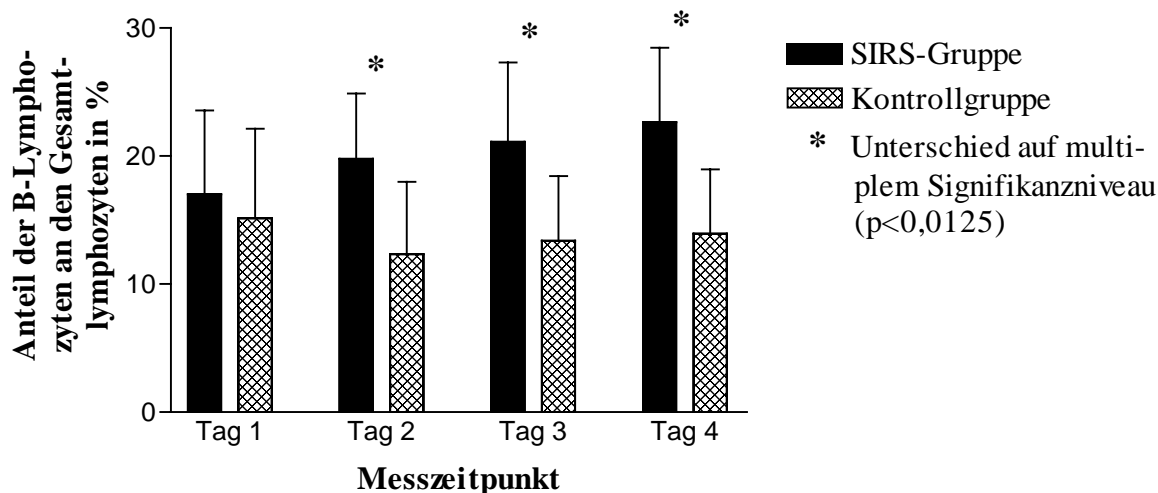 Anteil der B-Lympho-
zyten an den Gesamt-
lymphozyten in %
30
20
10
0
*
*
*
Tag 1
Tag 2
Tag 3
Tag 4
Messzeitpunkt
SIRS-Gruppe
Kontrollgruppe
* Unterschied auf multi-
plem Signifikanzniveau
(p<0,0125)